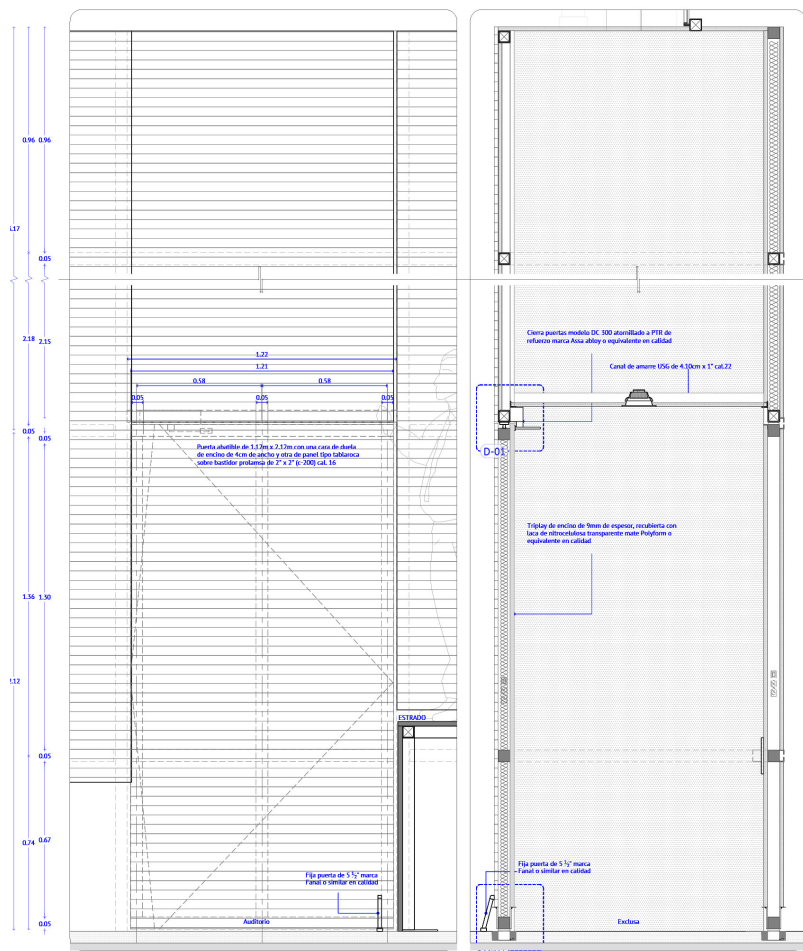 0.96
0.96
0.05
2.18
2.15
1.22
1.21
0.58
0.58
0.05
0.05
0.05
0.05
0.05
Puerta abatible de 1.12m x 2.12m con una cara de duela
de encino de 4cm de ancho y otra de panel tipo tablaroca
sobre bastidor prolamsa de 2" x 2" (c-200) cal. 16
1.30
ESTRADO
0.05
0.74
0.67
0.05
Fija puerta de 5 ½" marca
Fanal o similar en calidad
Auditorio
Cierra puertas modelo DC 300 atornillado a PTR de
refuerzo marca Assa abloy o equivalente en calidad
Canal de amarre USG de 4.10cm x 1" cal.22
D-01
Triplay de encino de 9mm de espesor, recubierta con
laca de nitrocelulosa transparente mate Polyform o
equivalente en calidad
Fija puerta de 5 ½" marca
Fanal o similar en calidad
Exclusa